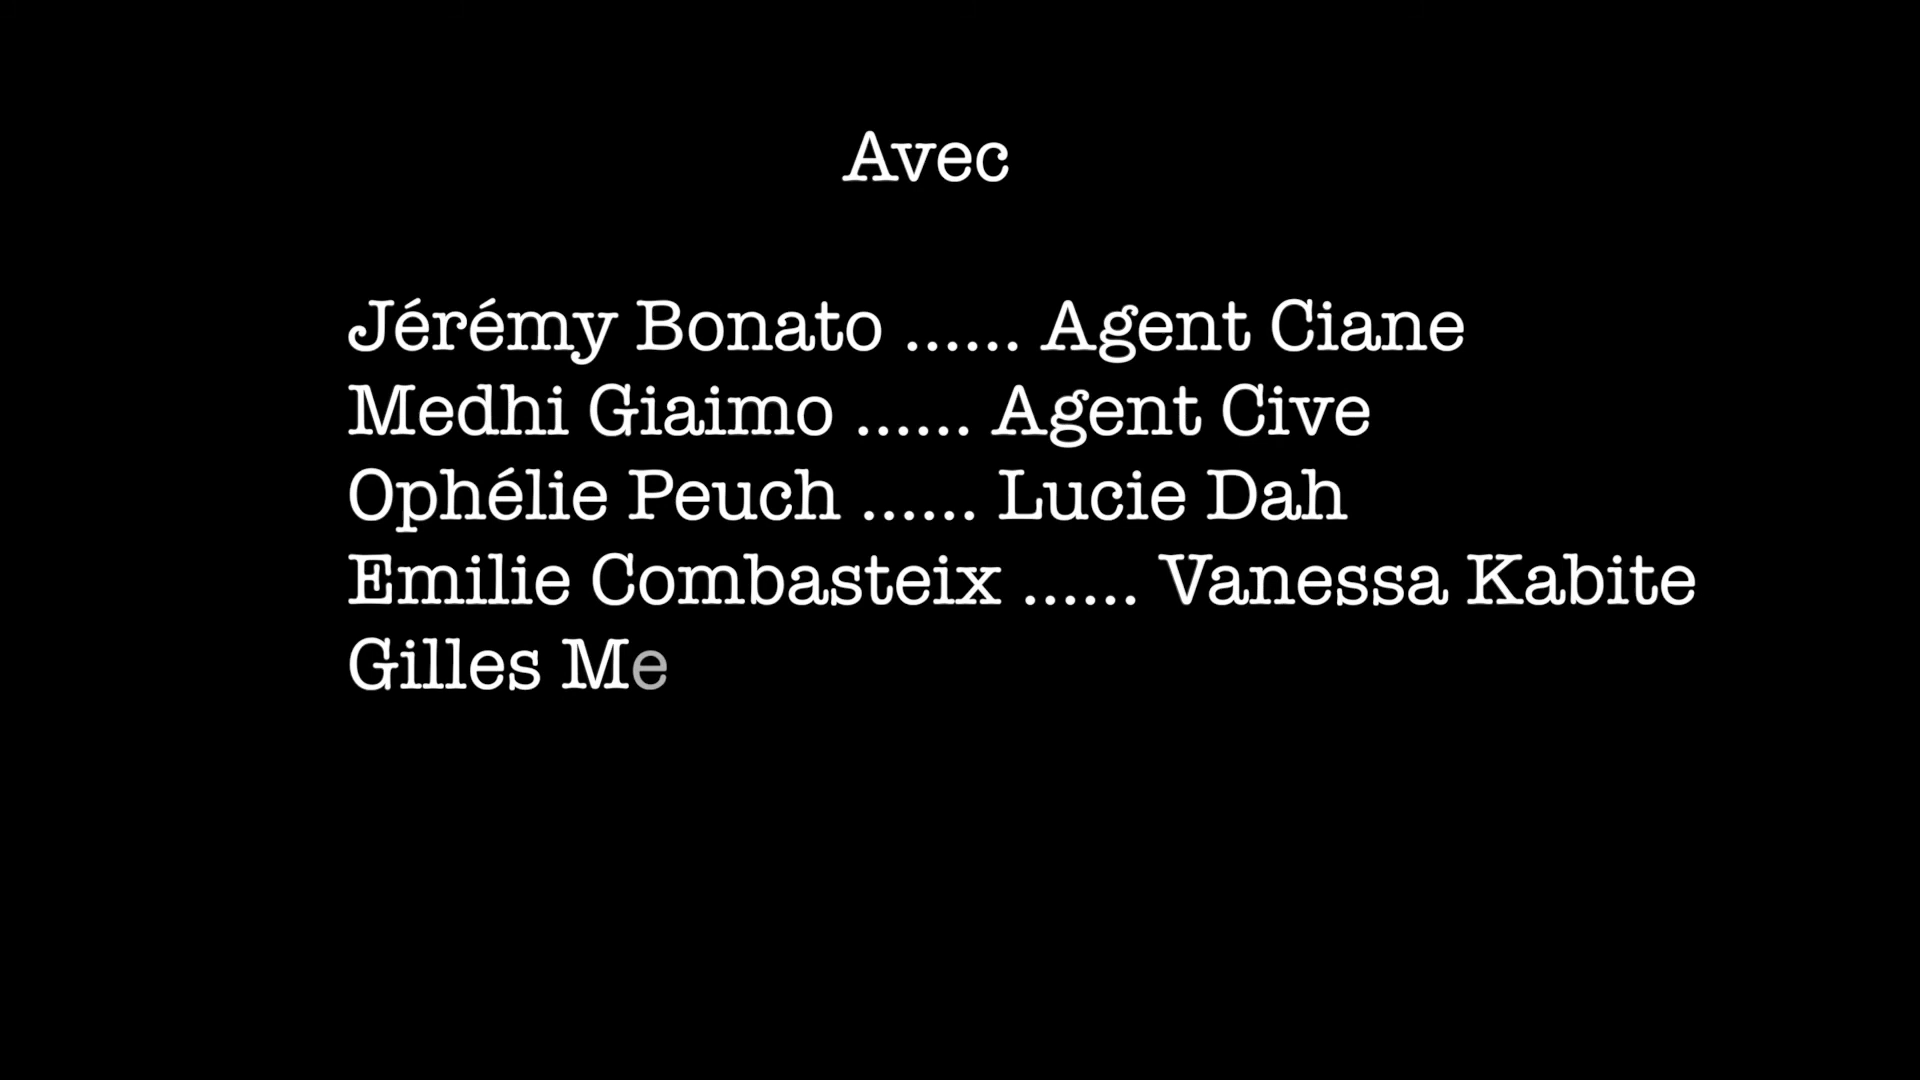 Avec
Jérémy Bonato ...... Agent Ciane
Medhi Giaimo ...... Agent Cive
Ophélie Peuch ...... Lucie Dah
Emilie Combasteix ...... Vanessa Kabite
Gilles Me